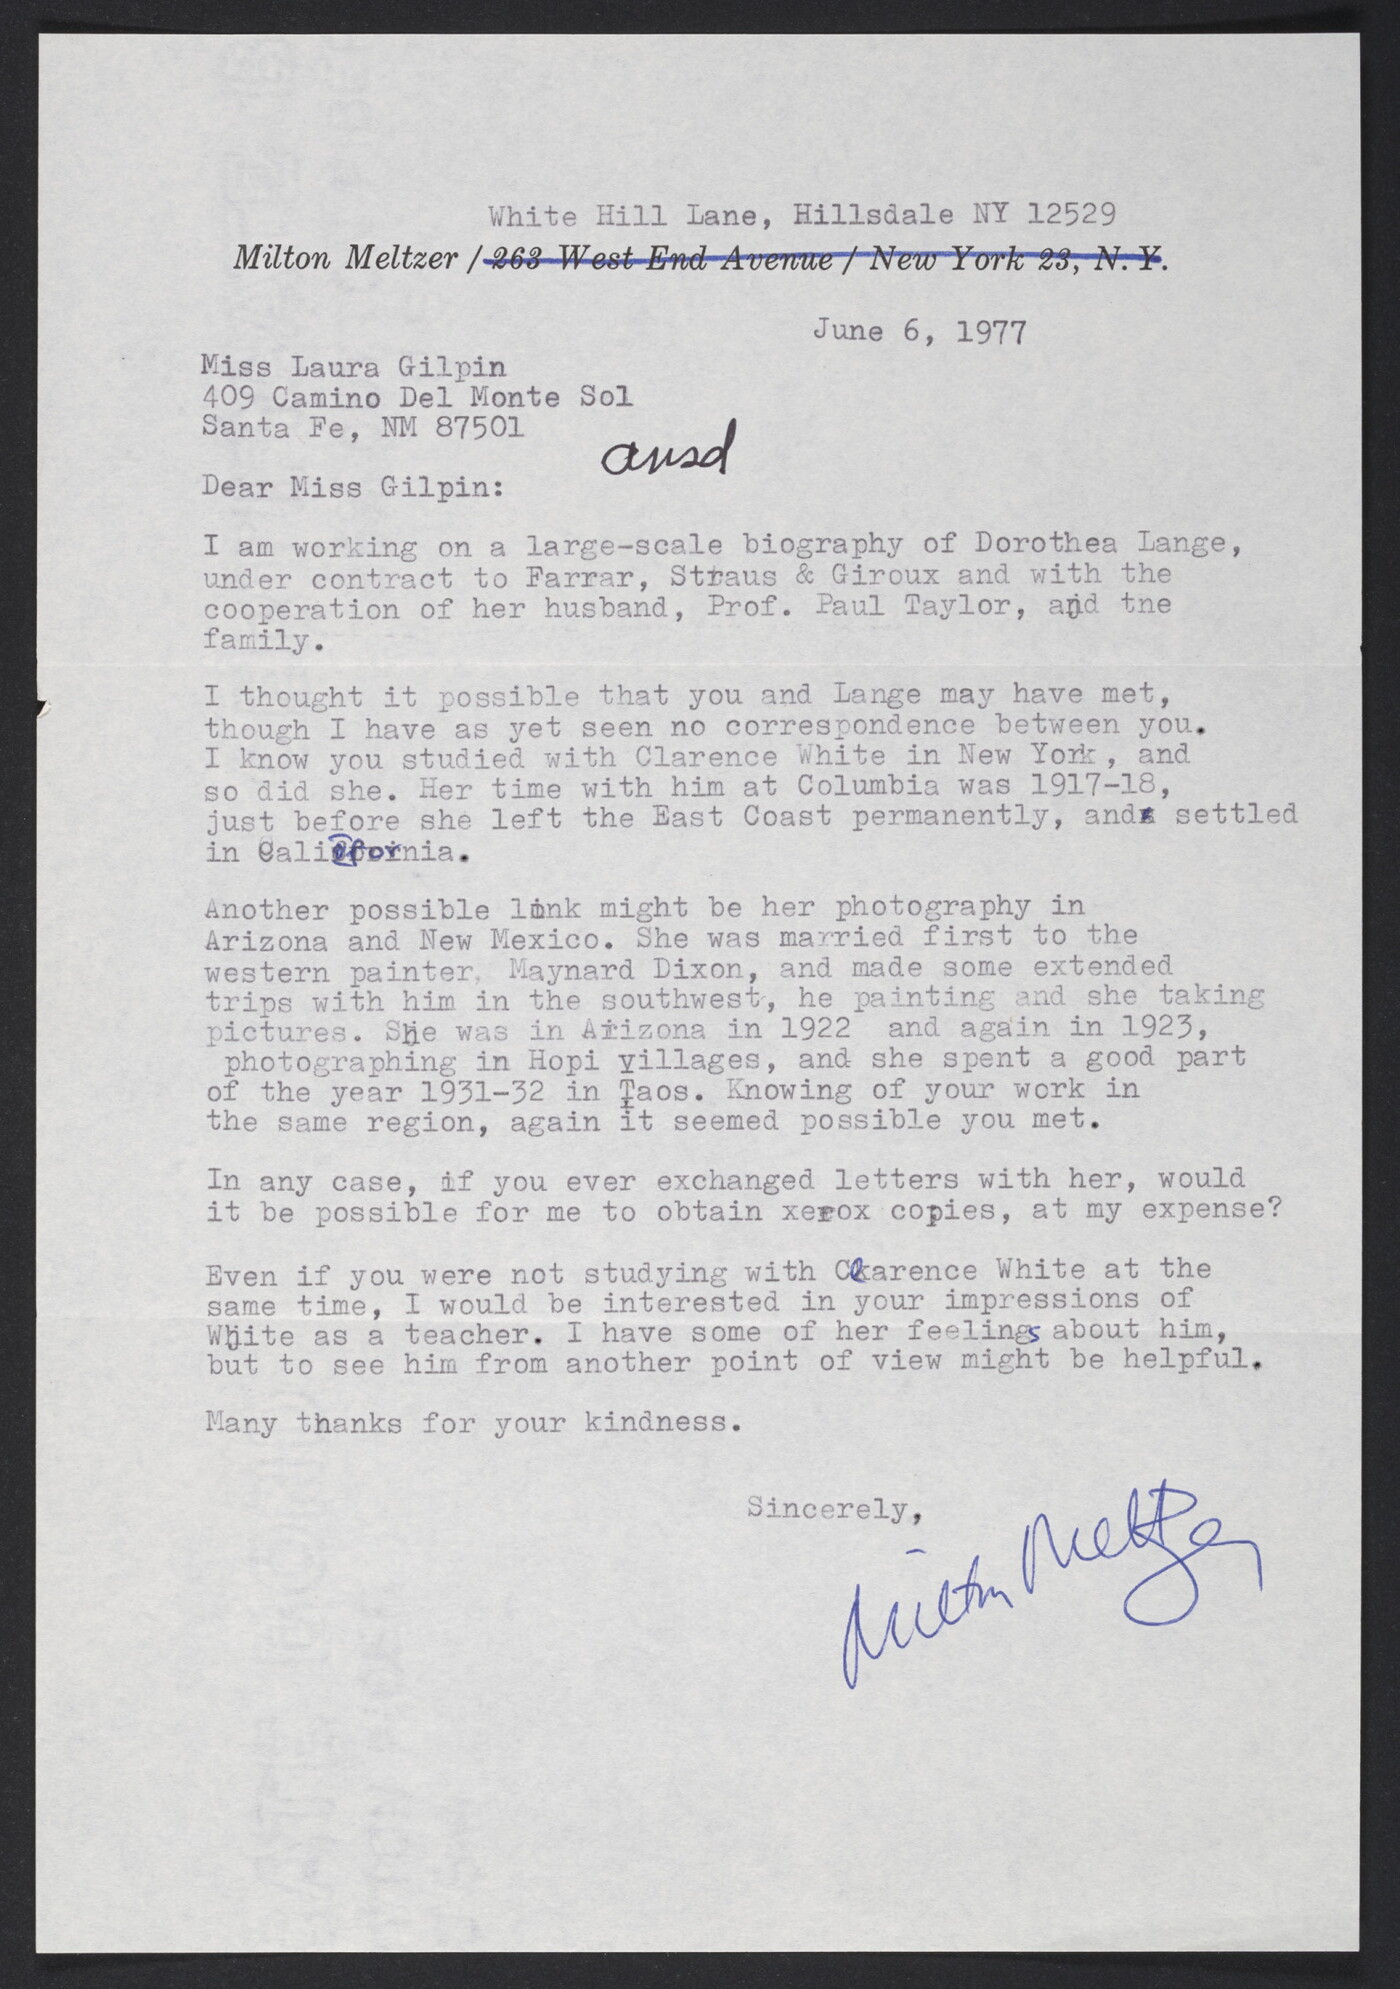 White Hill Lane, Hillsdale NY 12529
Milton Meltzer / 263 West End Avenue / New York 23, N.Y.
June 6, 1977
Miss Laura Gilpin
409 Camino Del Monte Sol
Santa Fe, NM 87501
ansd
Dear Miss Gilpin:
I am working on a large-scale biography of Dorothea Lange,
under contract to Farrar, Straus & Giroux and with the
cooperation of her husband, Prof. Paul Taylor, and tne
family.
I thought it possible that you and Lange may have met,
though I have as yet seen no correspondence between you.
I know you studied with Clarence White in New York, and
so did she. Her time with him at Columbia was 1917-18,
just before she left the East Coast permanently, and settled
in California.
Another possible link might be her photography in
Arizona and New Mexico. She was married first to the
western painter, Maynard Dixon, and made some extended
trips with him in the southwest, he painting and she taking
pictures. She was in Arizona in 1922 and again in 1923,
photographing in Hopi villages, and she spent a good part
of the year 1931-32 in Taos. Knowing of your work in
the same region, again it seemed possible you met.
In any case, if you ever exchanged letters with her, would
it be possible for me to obtain xerox copies, at my expense?
Even if you were not studying with Clarence White at the
same time, I would be interested in your impressions of
White as a teacher. I have some of her feelings about him,
but to see him from another point of view might be helpful.
Many thanks for your kindness.
Sincerely,
Milton Meltzer